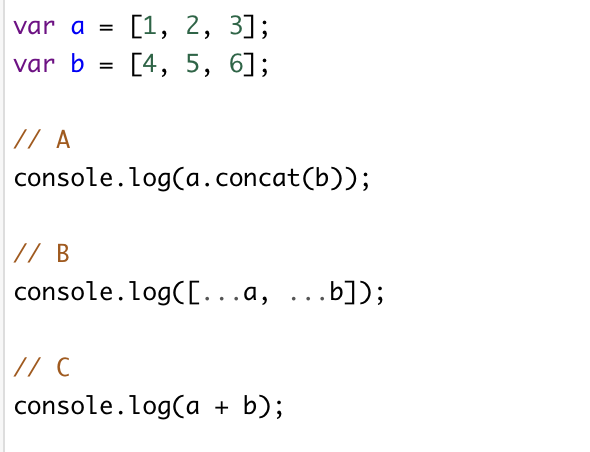 var a = [1, 2, 3];
var b = [4, 5, 6];
// A
console.log(a.concat(b));
// B
console.log([...a, ...b]);
// C
console.log(a + b);